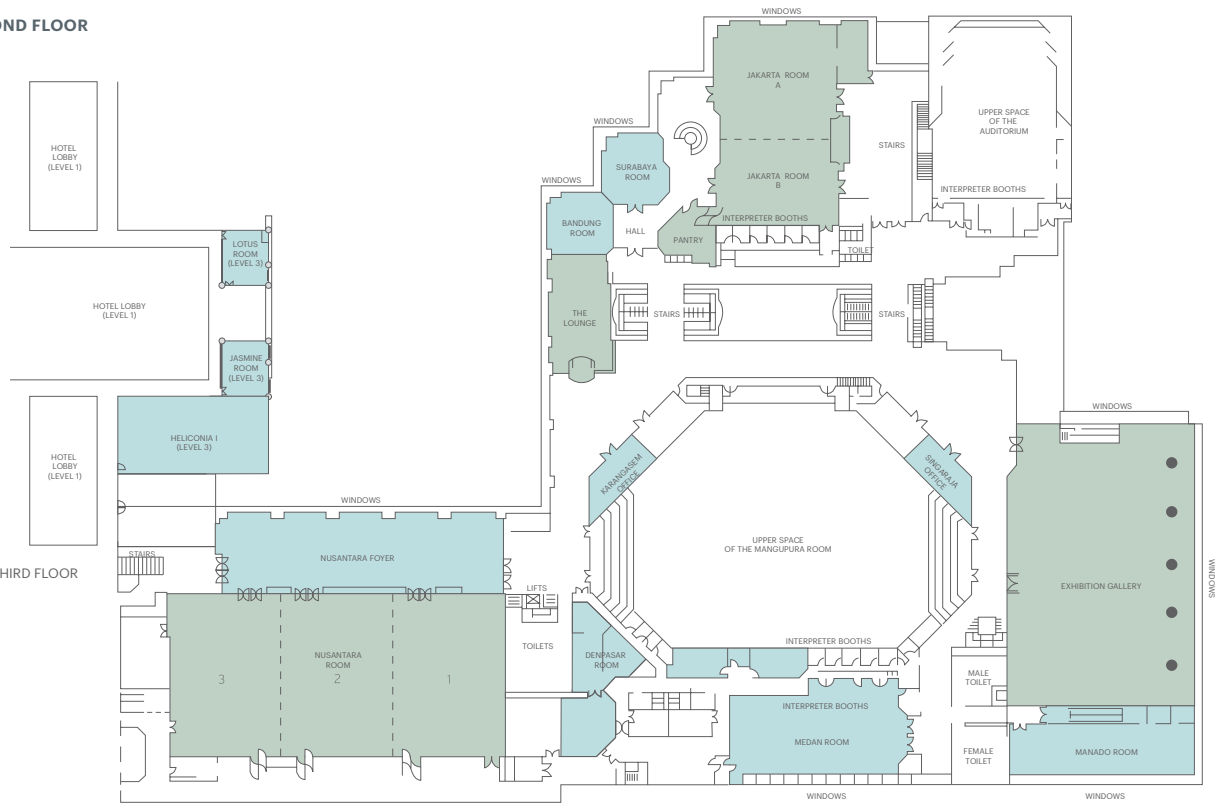 OND FLOOR
WINDOWS
JAKARTA ROOM
A
HOTEL
LOBBY
(LEVEL 1)
WINDOWS
UPPER SPACE
OF THE
AUDITORIUM
STAIRS
SURABAYA
ROOM
JAKARTA ROOM
B
WINDOWS
INTERPRETER BOOTHS
BANDUNG
ROOM
HALL
INTERPRETER BOOTHS
PANTRY
TOILET
LOTUS
ROOM
(LEVEL 3)
HOTEL LOBBY
(LEVEL 1)
THE
LOUNGE
STAIRS
STAIRS
JASMINE
ROOM
(LEVEL 3)
WINDOWS
HELICONIA I
(LEVEL 3)
HOTEL
LOBBY
(LEVEL 1)
KARANGASEM
OFFICE
SINGARAJA
OFFICE
WINDOWS
UPPER SPACE
OF THE MANGUPURA ROOM
STAIRS
NUSANTARA FOYER
HIRD FLOOR
LIFTS
EXHIBITION GALLERY
WINDOWS
TOILETS
INTERPRETER BOOTHS
NUSANTARA
ROOM
3
2
1
DENPASAR
ROOM
MALE
TOILET
INTERPRETER BOOTHS
MEDAN ROOM
FEMALE
TOILET
MANADO ROOM
WINDOWS
WINDOWS